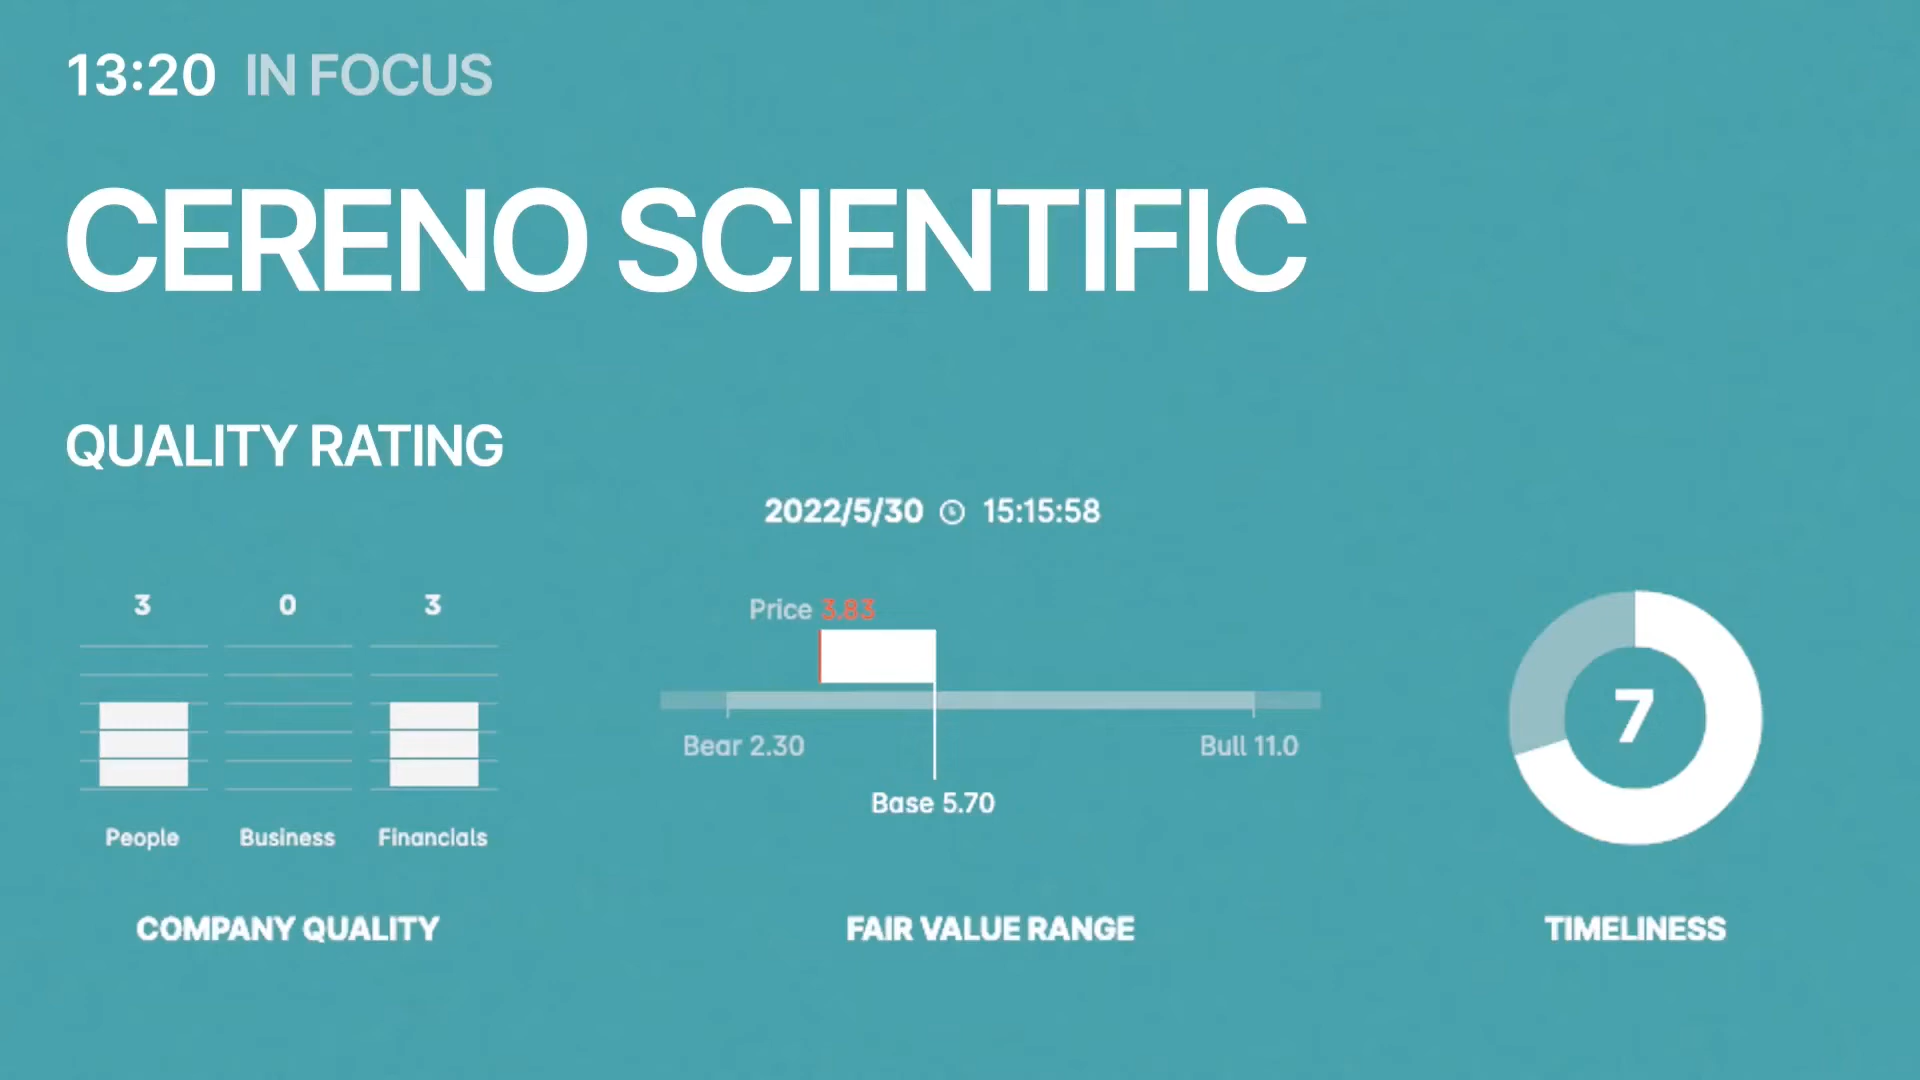 13:20 IN FOCUS
CERENO SCIENTIFIC
QUALITY RATING
2022/5/30 15:15:58
3 0 3
Price 3.83
Bear 2.30
Bull 11.0
Base 5.70
7
People Business Financials
COMPANY QUALITY
FAIR VALUE RANGE
TIMELINESS